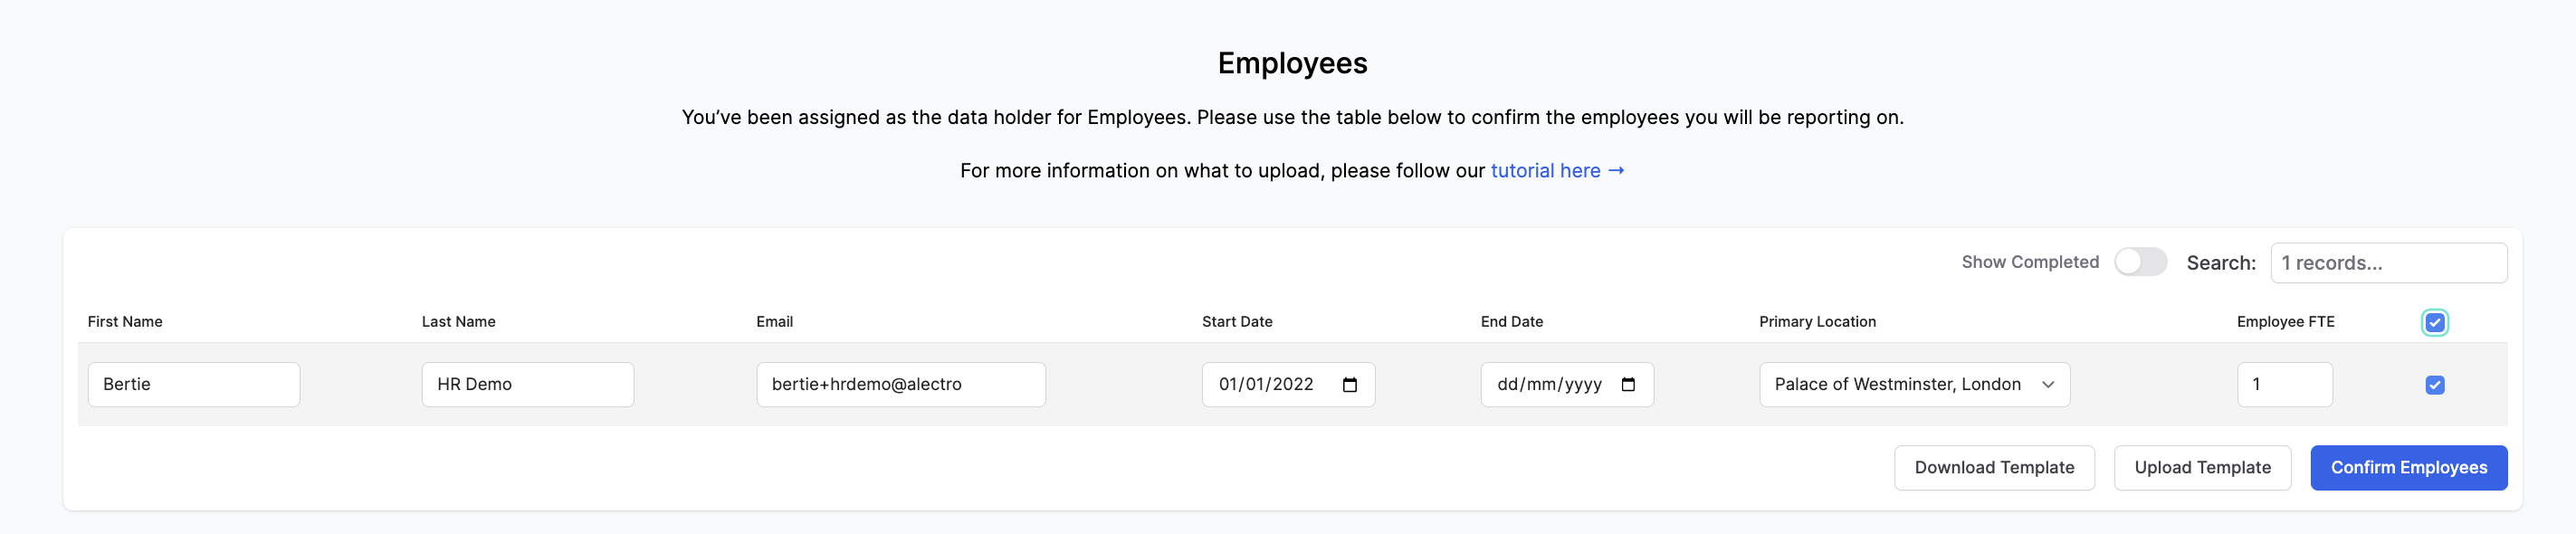 Employees
You’ve been assigned as the data holder for Employees. Please use the table below to confirm the employees you will be reporting on.
For more information on what to upload, please follow our tutorial here →
Show Completed Search: 1 records...
First Name Last Name Email Start Date End Date Primary Location Employee FTE
Bertie HR Demo bertie+hrdemo@alectro 01/01/2022 dd/mm/yyyy Palace of Westminster, London 1
Download Template Upload Template Confirm Employees